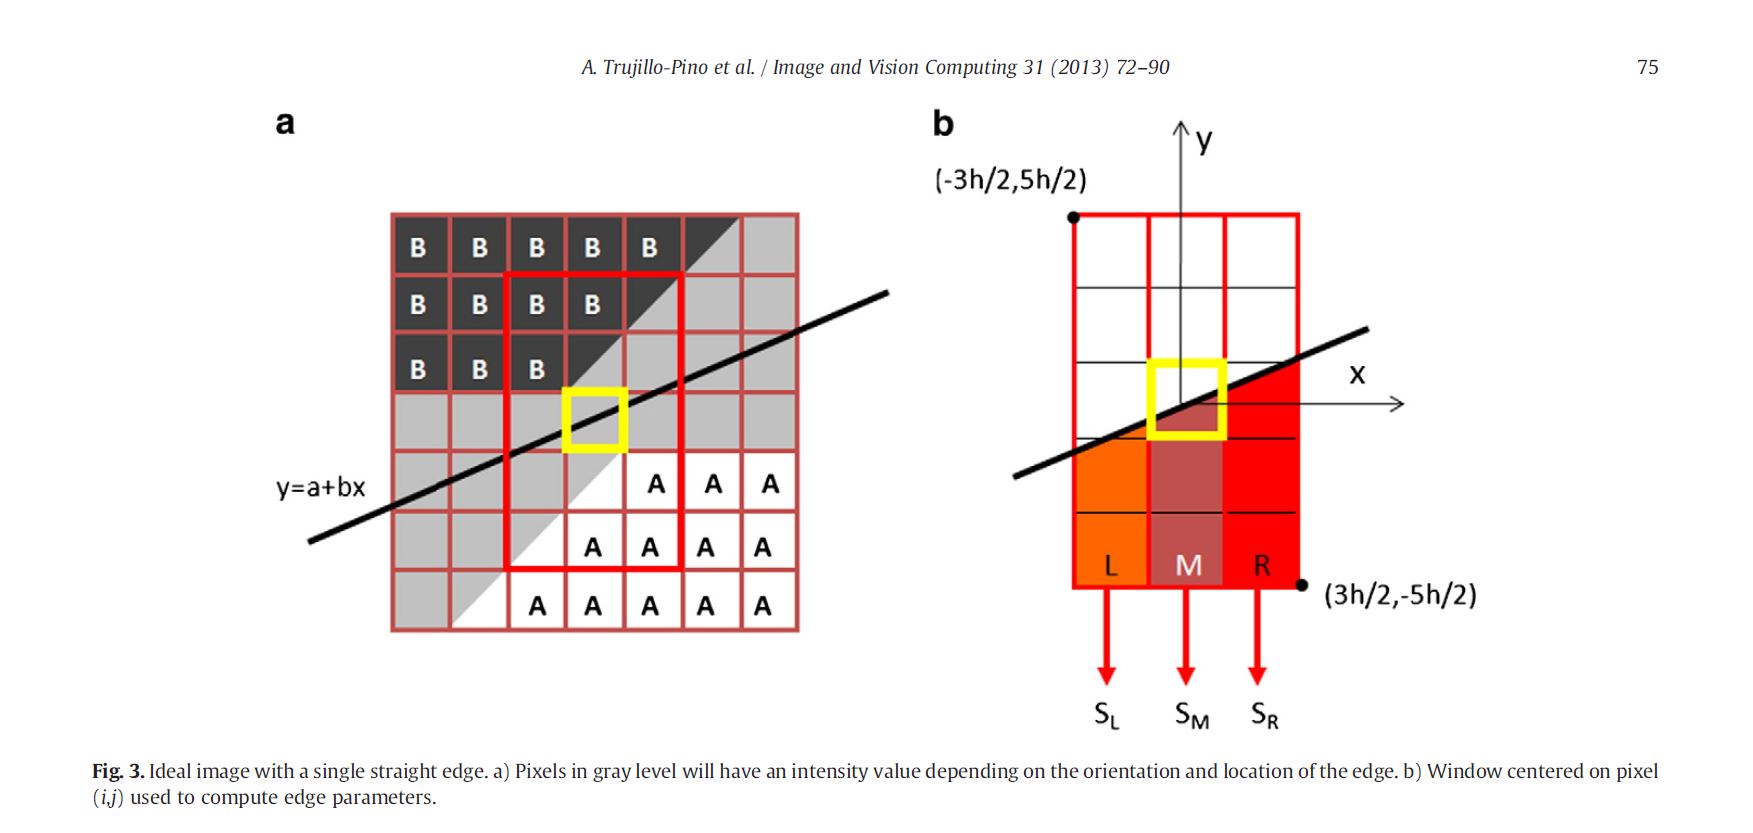 A. Trujillo-Pino et al. / Image and Vision Computing 31 (2013) 72–90 75
a
B B B B B
B B B B
B B B
A A A
y=a+bx
A A A A
A A A A A
b
y
(-3h/2,5h/2)
x
L M R
(3h/2,-5h/2)
SL SM SR
Fig. 3. Ideal image with a single straight edge. a) Pixels in gray level will have an intensity value depending on the orientation and location of the edge. b) Window centered on pixel
(i,j) used to compute edge parameters.